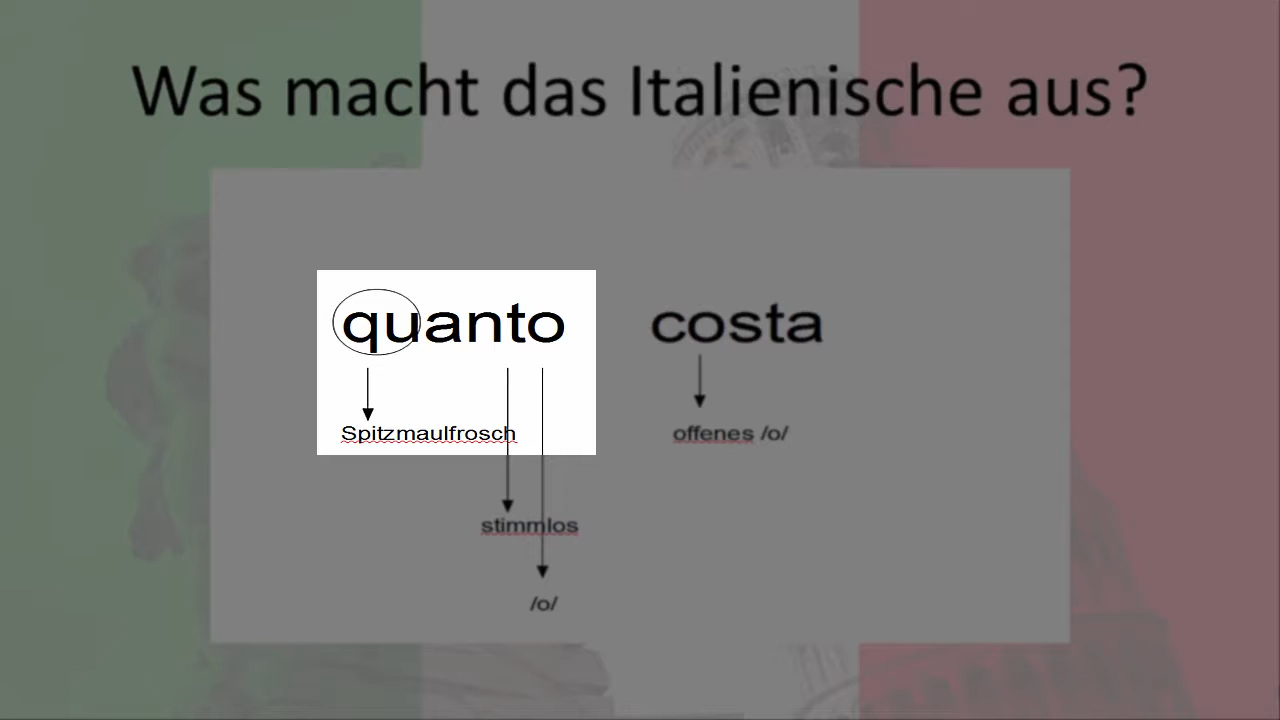 Was macht das Italienische aus?
quanto costa
Spitzmaulfrosch offenes /o/
stimmlos
/o/